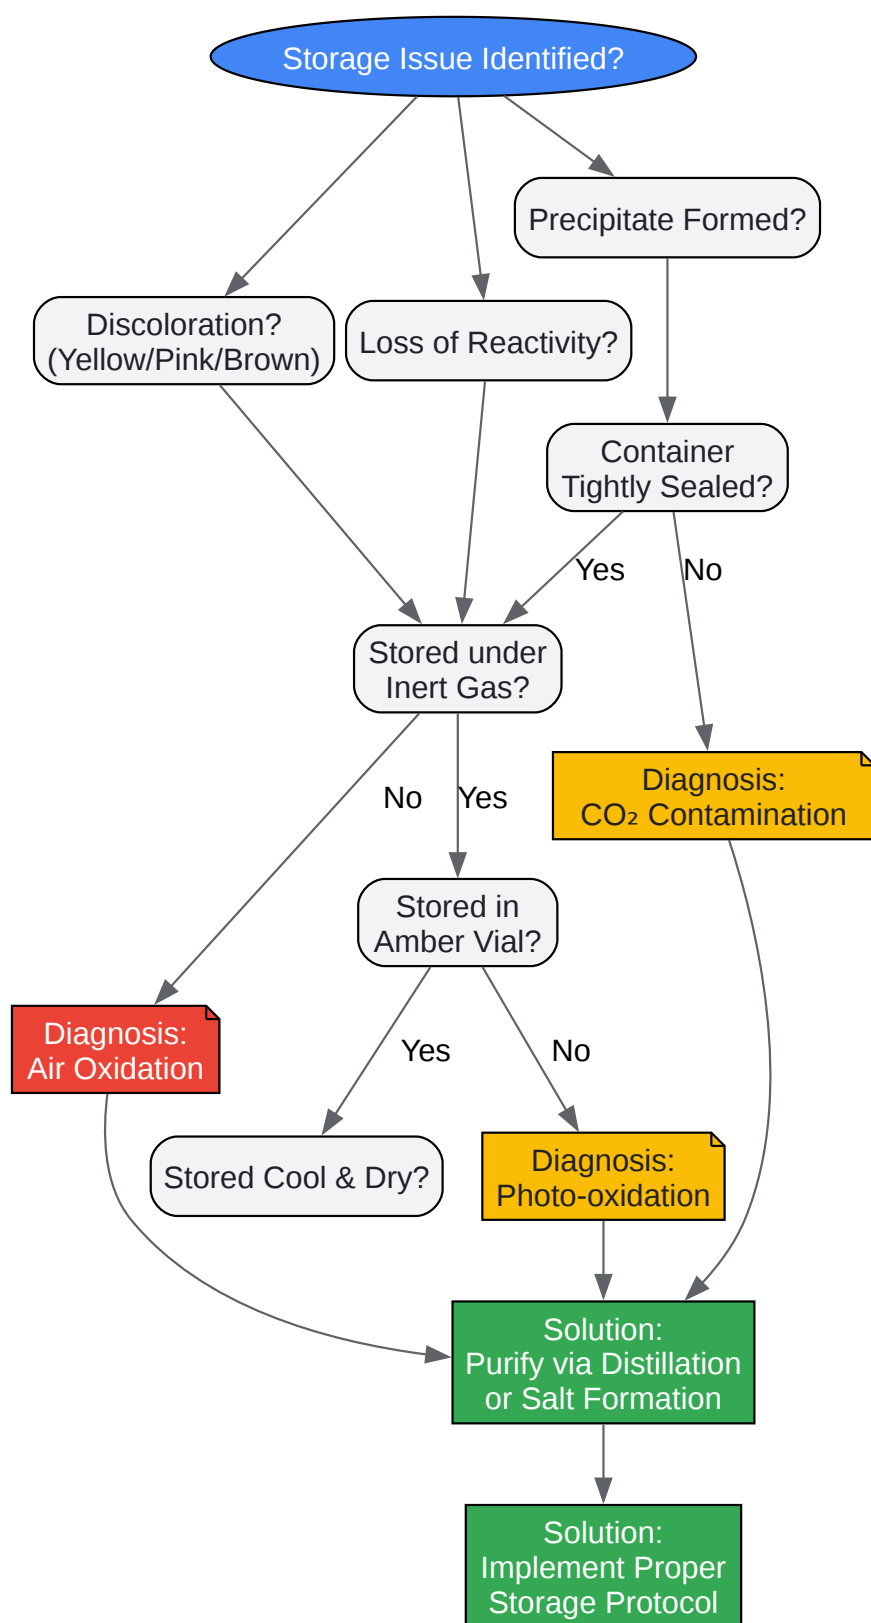 Storage Issue Identified?
Precipitate Formed?
Discoloration?
(Yellow/Pink/Brown)
Loss of Reactivity?
Container
Tightly Sealed?
Yes
No
Stored under
Inert Gas?
Diagnosis:
CO₂ Contamination
No
Yes
Stored in
Amber Vial?
Diagnosis:
Air Oxidation
Yes
No
Stored Cool & Dry?
Diagnosis:
Photo-oxidation
Solution:
Purify via Distillation
or Salt Formation
Solution:
Implement Proper
Storage Protocol